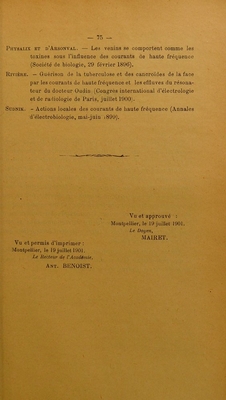 — 75 —
Phisalix et d'Arsonval. — Les venins se comportent comme les
toxines sous l'influence des courants de haute fréquence
(Société de biologie, 29 février 1896).
Rivière. — Guérison de la tuberculose et des cancroïdes de la face
par les courants de haute fréquence et les effluves du résona-
teur du docteur Oudin. (Congrès international d'électrologie
et de radiologie de Paris, juillet 1900).
Sudnik. — Actions locales des courants de haute fréquence (Annales
d'électrobiologie, mai-juin 1899).
Vu et approuvé :
Montpellier, le 19 juillet 1901.
Le Doyen,
MAIRET.
Vu et permis d'imprimer :
Montpellier, le 19 juillet 1901.
Le Recteur de l'Académie,
Ant. BENOIST.